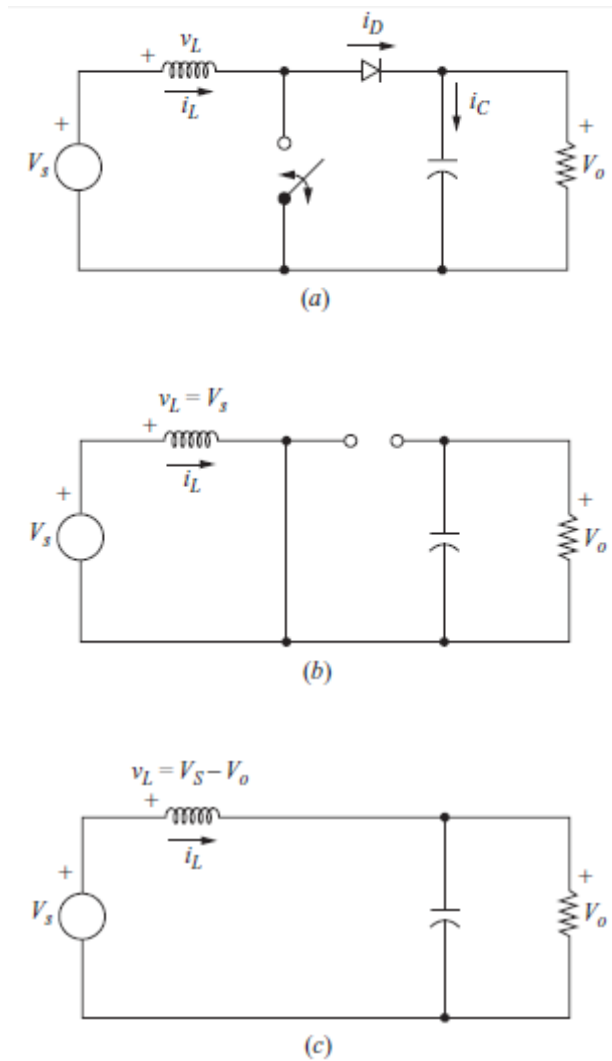 v_L i_D
+
i_L i_C
+ +
V_s V_o
(a)
v_L = V_s
+
i_L
+ +
V_s V_o
(b)
v_L = V_S − V_o
+
i_L
+ +
V_s V_o
(c)